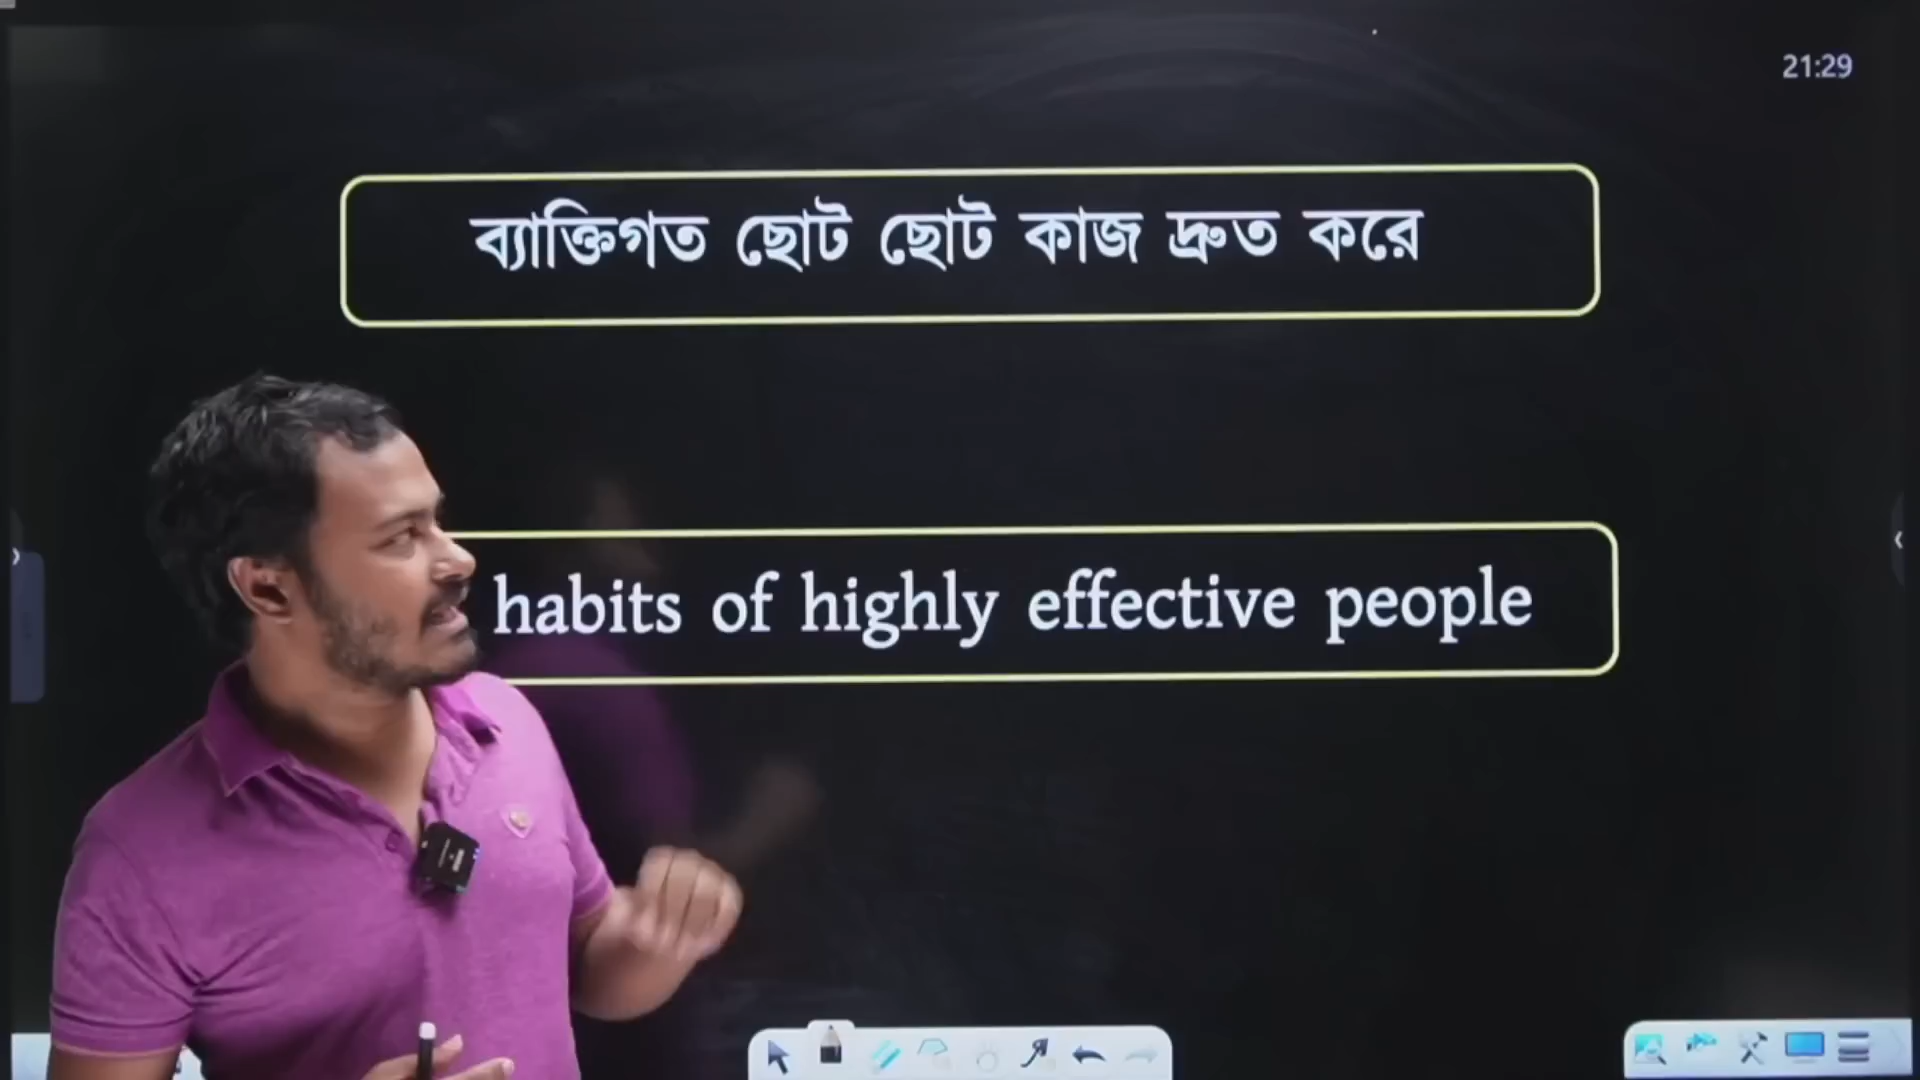 21:29
ব্যাক্তিগত ছোট ছোট কাজ দ্রুত করে
habits of highly effective people